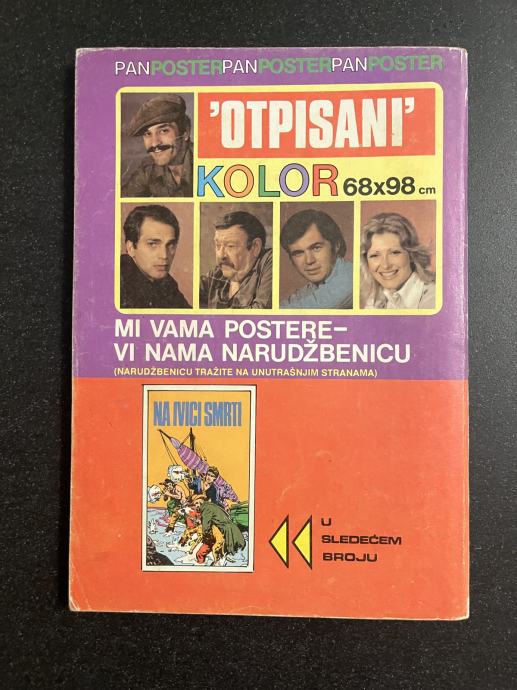 PANPOSTERPANPOSTERPANPOSTER
'OTPISANI'
KOLOR 68x98 cm
MI VAMA POSTERE–
VI NAMA NARUDŽBENICU
(NARUDŽBENICU TRAŽITE NA UNUTRAŠNJIM STRANAMA)
NA IVICI SMRTI
U
SLEDEĆEM
BROJU